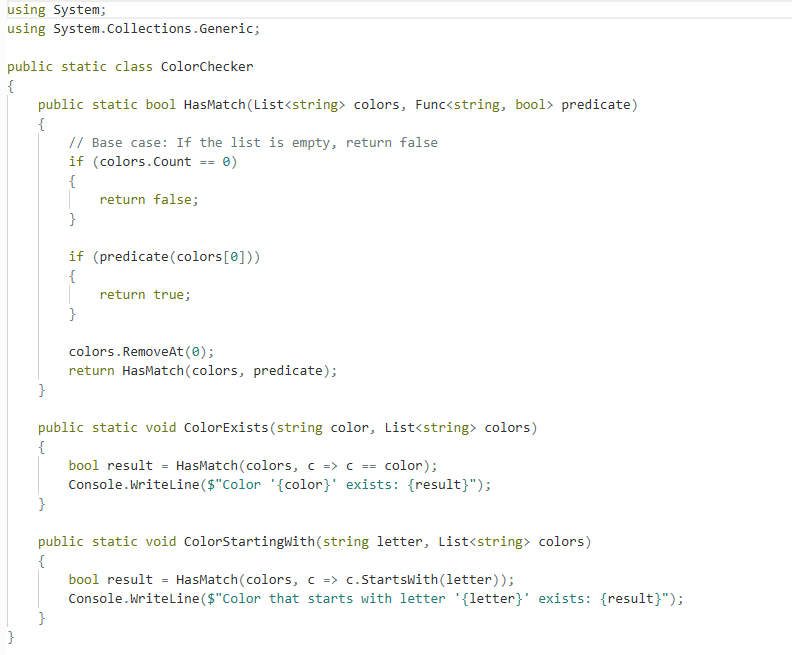 using System;
using System.Collections.Generic;

public static class ColorChecker
{
    public static bool HasMatch(List<string> colors, Func<string, bool> predicate)
    {
        // Base case: If the list is empty, return false
        if (colors.Count == 0)
        {
            return false;
        }

        if (predicate(colors[0]))
        {
            return true;
        }

        colors.RemoveAt(0);
        return HasMatch(colors, predicate);
    }

    public static void ColorExists(string color, List<string> colors)
    {
        bool result = HasMatch(colors, c => c == color);
        Console.WriteLine($"Color '{color}' exists: {result}");
    }

    public static void ColorStartingWith(string letter, List<string> colors)
    {
        bool result = HasMatch(colors, c => c.StartsWith(letter));
        Console.WriteLine($"Color that starts with letter '{letter}' exists: {result}");
    }
}